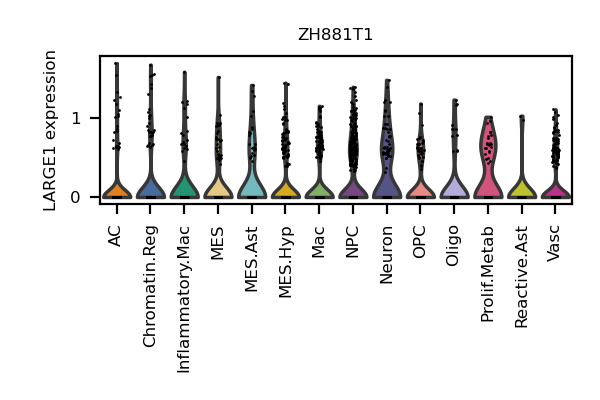 ZH881T1
LARGE1 expression
1
0
AC
Chromatin.Reg
Inflammatory.Mac
MES
MES.Ast
MES.Hyp
Mac
NPC
Neuron
OPC
Oligo
Prolif.Metab
Reactive.Ast
Vasc